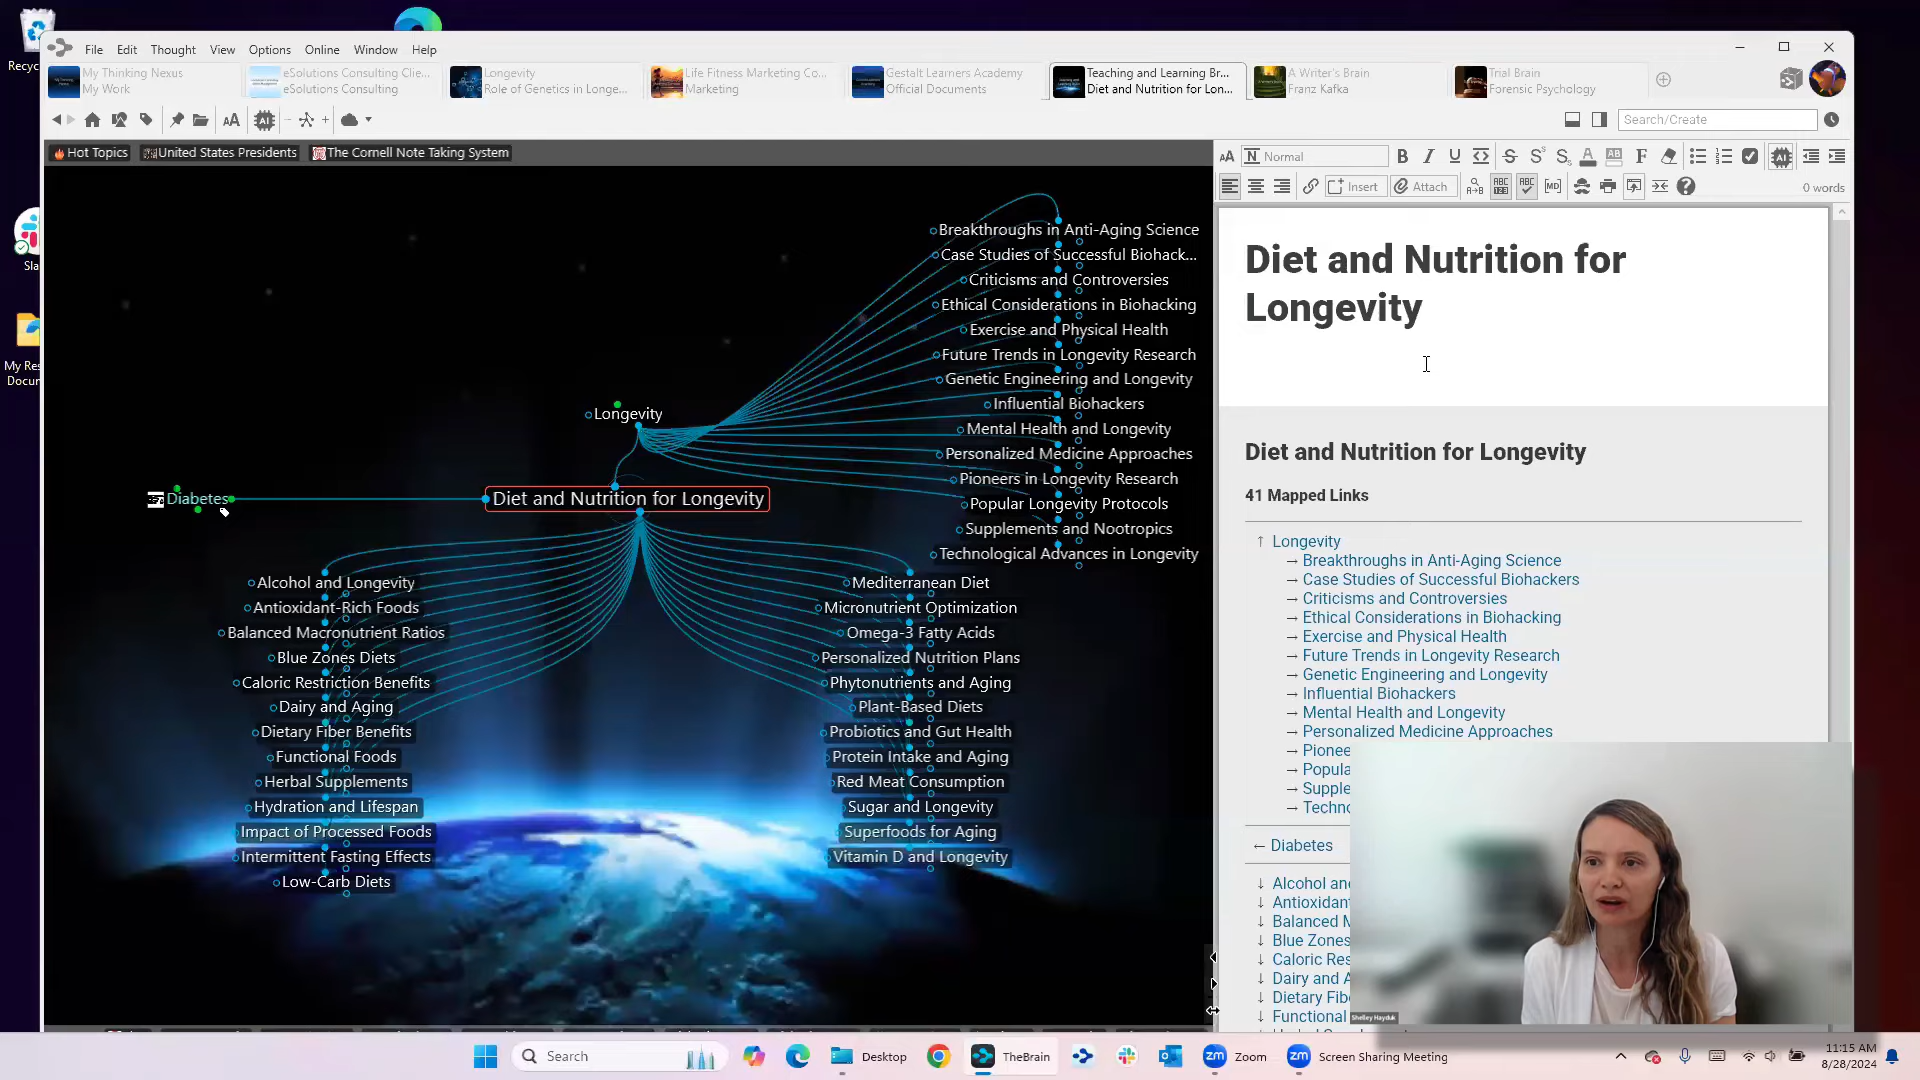 Recyc
File
Edit
Thought
View
Options
Online
Window
Help
My Thinking Nexus
My Work
eSolutions Consulting Clie...
eSolutions Consulting
Longevity
Role of Genetics in Longe...
Life Fitness Marketing Co...
Marketing
Gestalt Learners Academy
Official Documents
Teaching and Learning Br...
Diet and Nutrition for Lon...
A Writer's Brain
Franz Kafka
Trial Brain
Forensic Psychology
Search/Create
Hot Topics
United States Presidents
The Cornell Note Taking System
Normal
Insert
Attach
0 words
Sla
My Res
Docum
Breakthroughs in Anti-Aging Science
Case Studies of Successful Biohack...
Criticisms and Controversies
Ethical Considerations in Biohacking
Exercise and Physical Health
Future Trends in Longevity Research
Genetic Engineering and Longevity
Influential Biohackers
Mental Health and Longevity
Personalized Medicine Approaches
Pioneers in Longevity Research
Popular Longevity Protocols
Supplements and Nootropics
Technological Advances in Longevity
Longevity
Diabetes
Diet and Nutrition for Longevity
Alcohol and Longevity
Antioxidant-Rich Foods
Balanced Macronutrient Ratios
Blue Zones Diets
Caloric Restriction Benefits
Dairy and Aging
Dietary Fiber Benefits
Functional Foods
Herbal Supplements
Hydration and Lifespan
Impact of Processed Foods
Intermittent Fasting Effects
Low-Carb Diets
Mediterranean Diet
Micronutrient Optimization
Omega-3 Fatty Acids
Personalized Nutrition Plans
Phytonutrients and Aging
Plant-Based Diets
Probiotics and Gut Health
Protein Intake and Aging
Red Meat Consumption
Sugar and Longevity
Superfoods for Aging
Vitamin D and Longevity
Diet and Nutrition for
Longevity
Diet and Nutrition for Longevity
41 Mapped Links
↑ Longevity
→ Breakthroughs in Anti-Aging Science
→ Case Studies of Successful Biohackers
→ Criticisms and Controversies
→ Ethical Considerations in Biohacking
→ Exercise and Physical Health
→ Future Trends in Longevity Research
→ Genetic Engineering and Longevity
→ Influential Biohackers
→ Mental Health and Longevity
→ Personalized Medicine Approaches
→ Pionee
→ Popula
→ Supple
→ Techno
← Diabetes
↓ Alcohol an
↓ Antioxidan
↓ Balanced M
↓ Blue Zones
↓ Caloric Res
↓ Dairy and A
↓ Dietary Fib
↓ Functional
Shelley Hayduk
Search
Desktop
TheBrain
Zoom
Screen Sharing Meeting
11:15 AM
8/28/2024